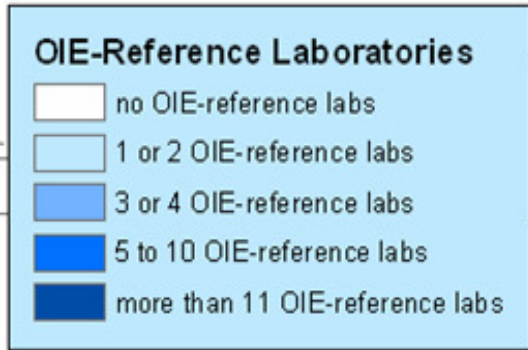 OIE-Reference Laboratories
no OIE-reference labs
1 or 2 OIE-reference labs
3 or 4 OIE-reference labs
5 to 10 OIE-reference labs
more than 11 OIE-reference labs